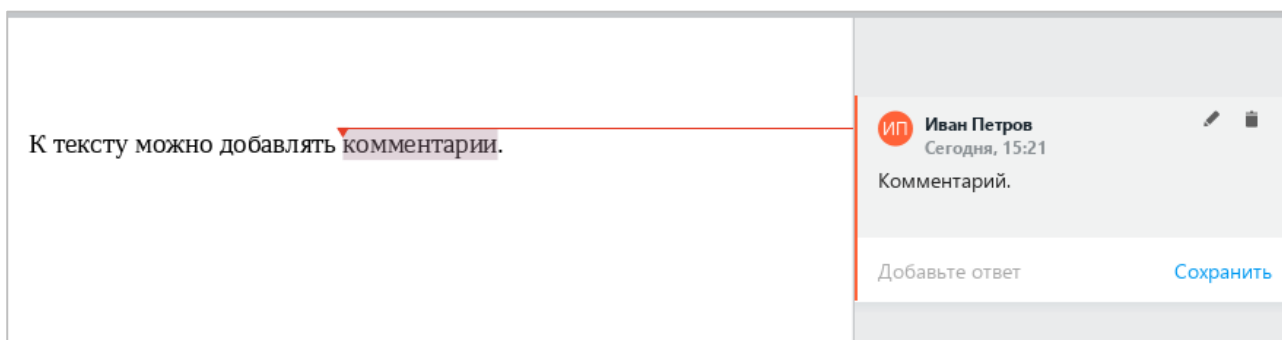 К тексту можно добавлять комментарии.
ИП
Иван Петров
Сегодня, 15:21
Комментарий.
Добавьте ответ
Сохранить